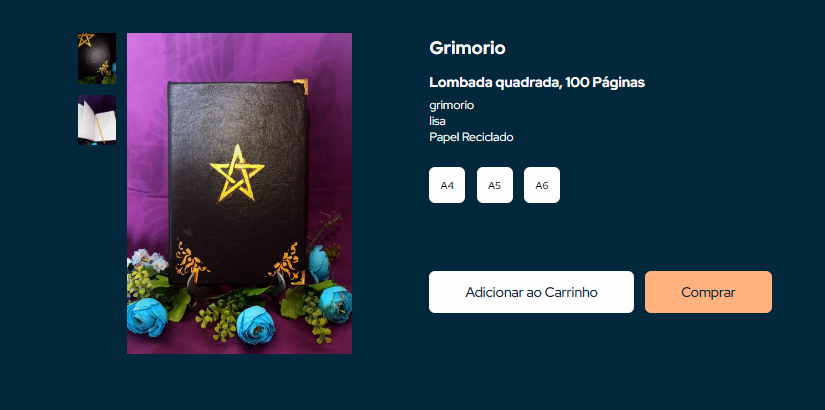 Grimorio
Lombada quadrada, 100 Páginas
grimorio
lisa
Papel Reciclado
A4 A5 A6
Adicionar ao Carrinho Comprar